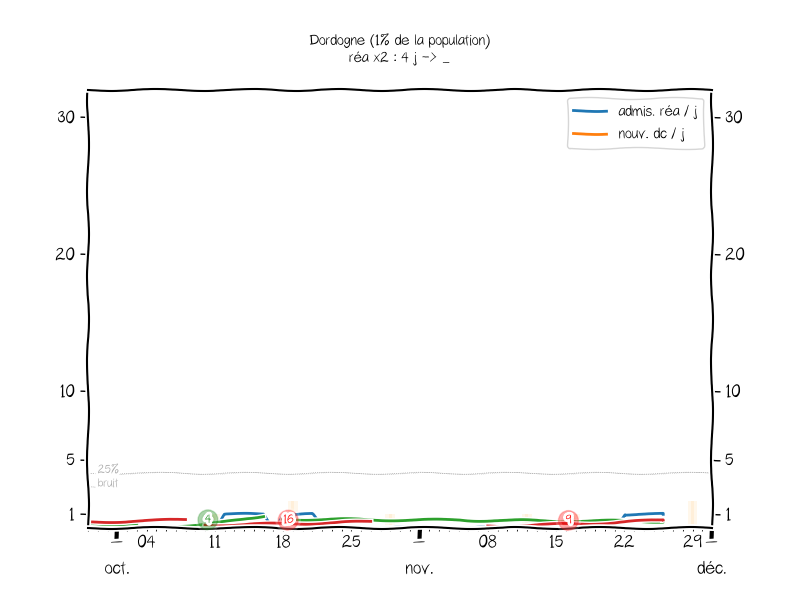 Dordogne (1% de la population)
réa x2 : 4 j -> _
admis. réa / j
nouv. dc / j
30
30
20
20
10
10
5
5
25%
bruit
1
1
4
16
9
04
11
18
25
08
15
22
29
oct.
nov.
déc.